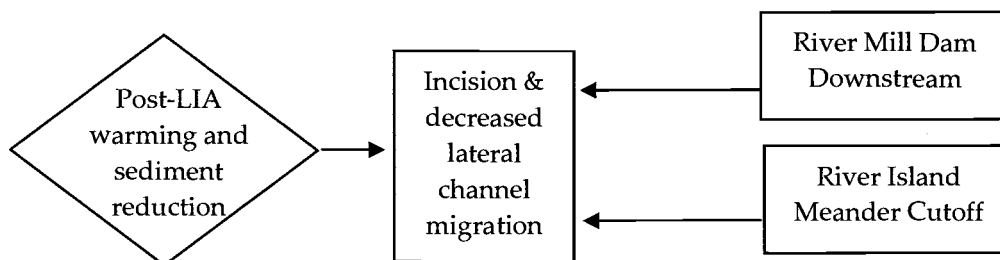 Post-LIA
warming and
sediment
reduction
Incision &
decreased
lateral
channel
migration
River Mill Dam
Downstream
River Island
Meander Cutoff